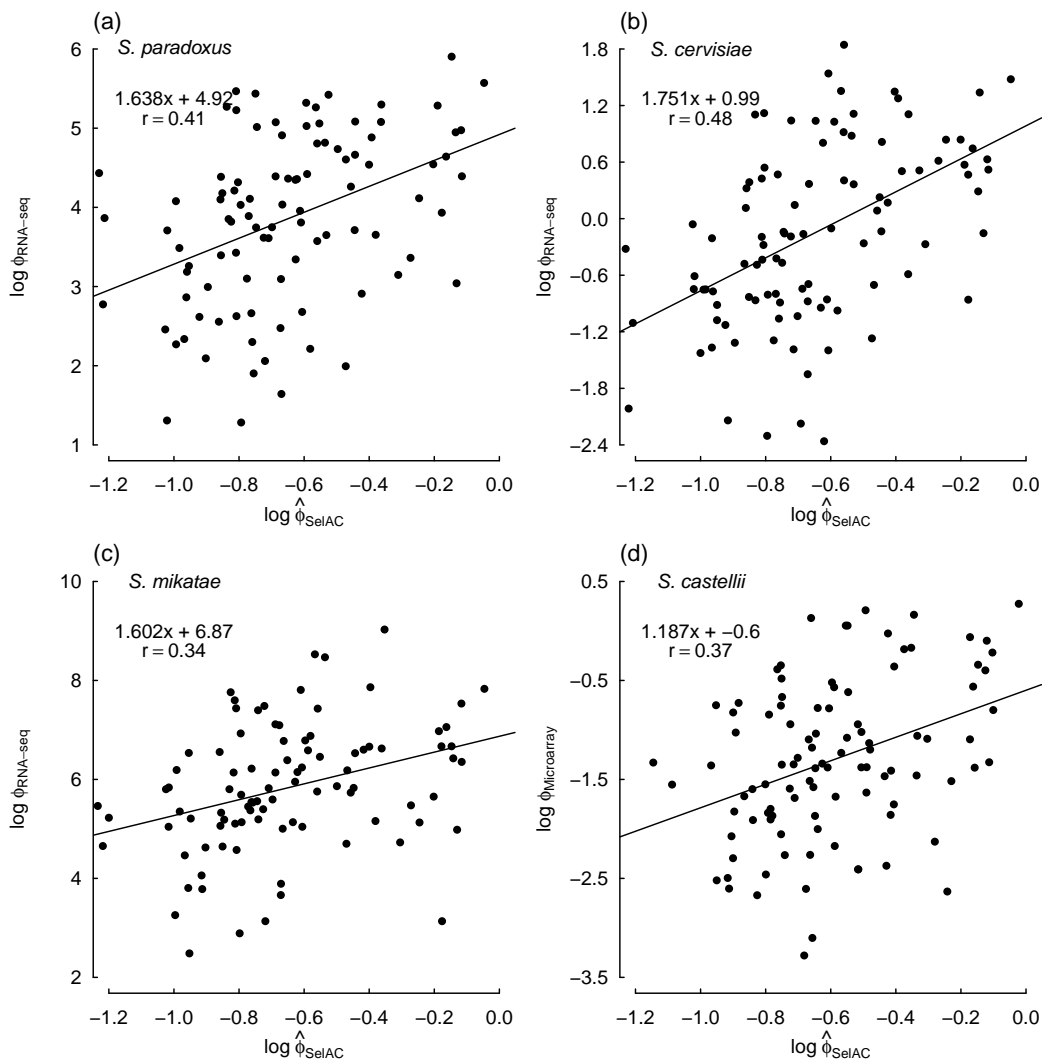 (a)
S. paradoxus
1.638x + 4.92
r = 0.41
log ϕRNA−seq
6
5
4
3
2
1
−1.2 −1.0 −0.8 −0.6 −0.4 −0.2 0.0
log ϕ̂SelAC
(b)
S. cervisiae
1.751x + 0.99
r = 0.48
log ϕRNA−seq
1.8
1.2
0.6
0.0
−0.6
−1.2
−1.8
−2.4
−1.2 −1.0 −0.8 −0.6 −0.4 −0.2 0.0
log ϕ̂SelAC
(c)
S. mikatae
1.602x + 6.87
r = 0.34
log ϕRNA−seq
10
8
6
4
2
−1.2 −1.0 −0.8 −0.6 −0.4 −0.2 0.0
log ϕ̂SelAC
(d)
S. castellii
1.187x + −0.6
r = 0.37
log ϕMicroarray
0.5
−0.5
−1.5
−2.5
−3.5
−1.2 −1.0 −0.8 −0.6 −0.4 −0.2 0.0
log ϕ̂SelAC